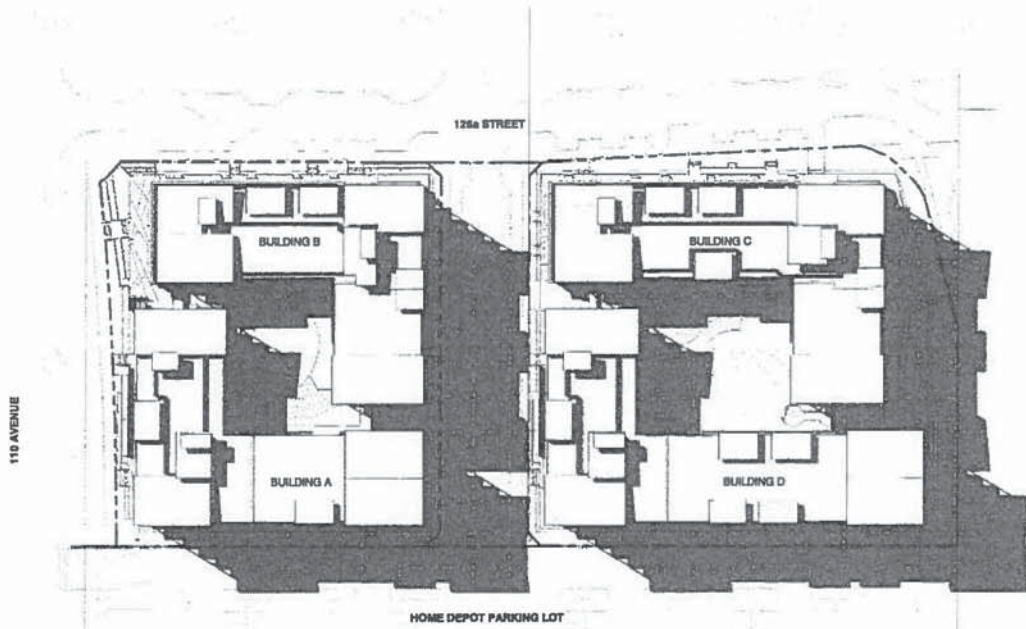 126a STREET
BUILDING B
BUILDING C
110 AVENUE
BUILDING A
BUILDING D
HOME DEPOT PARKING LOT